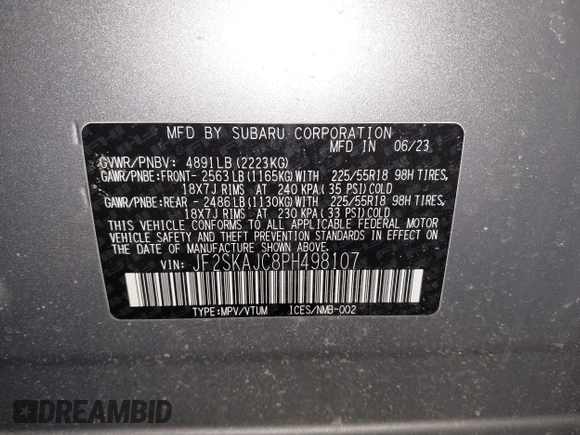 MFD BY SUBARU CORPORATION
MFD IN 06/23
GVWR/PNBV: 4891LB(2223KG)
GAWR/PNBE:FRONT- 2563LB(1165KG)WITH 225/55R18 98H TIRES,
18X7J RIMS AT 240 KPA(35 PSI)COLD
GAWR/PNBE:REAR - 2486LB(1130KG)WITH 225/55R18 98H TIRES,
18X7J RIMS AT 230 KPA(33 PSI)COLD
THIS VEHICLE CONFORMS TO ALL APPLICABLE FEDERAL MOTOR
VEHICLE SAFETY AND THEFT PREVENTION STANDARDS IN EFFECT ON
THE DATE OF MANUFACTURE SHOWN ABOVE.
VIN: JF2SKAJC8PH498107
TYPE:MPV/VTUM ICES/NMB-002
DREAMBID